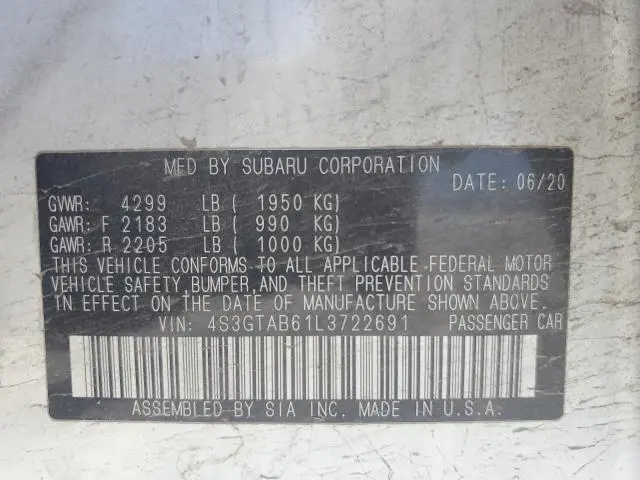 MFD BY SUBARU CORPORATION
DATE: 06/20
GVWR: 4299 LB ( 1950 KG)
GAWR: F 2183 LB ( 990 KG)
GAWR: R 2205 LB ( 1000 KG)
THIS VEHICLE CONFORMS TO ALL APPLICABLE FEDERAL MOTOR
VEHICLE SAFETY, BUMPER, AND THEFT PREVENTION STANDARDS
IN EFFECT ON THE DATE OF MANUFACTURE SHOWN ABOVE.
VIN: 4S3GTAB61L3722691 PASSENGER CAR
ASSEMBLED BY SIA INC. MADE IN U.S.A.